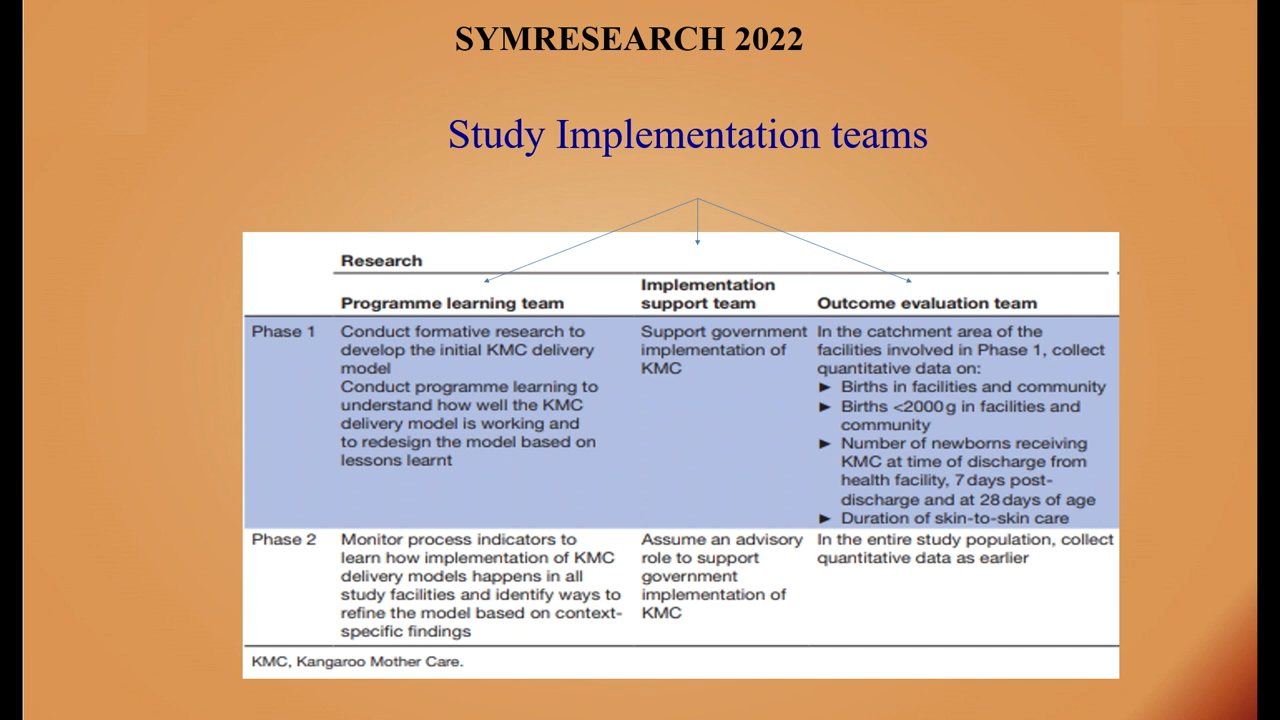 SYMRESEARCH 2022
Study Implementation teams
Research
Programme learning team
Implementation
support team
Outcome evaluation team
Phase 1
Conduct formative research to
develop the initial KMC delivery
model
Conduct programme learning to
understand how well the KMC
delivery model is working and
to redesign the model based on
lessons learnt
Support government
implementation of
KMC
In the catchment area of the
facilities involved in Phase 1, collect
quantitative data on:
► Births in facilities and community
► Births <2000 g in facilities and
community
► Number of newborns receiving
KMC at time of discharge from
health facility, 7 days post-
discharge and at 28 days of age
► Duration of skin-to-skin care
Phase 2
Monitor process indicators to
learn how implementation of KMC
delivery models happens in all
study facilities and identify ways to
refine the model based on context-
specific findings
Assume an advisory
role to support
government
implementation of
KMC
In the entire study population, collect
quantitative data as earlier
KMC, Kangaroo Mother Care.